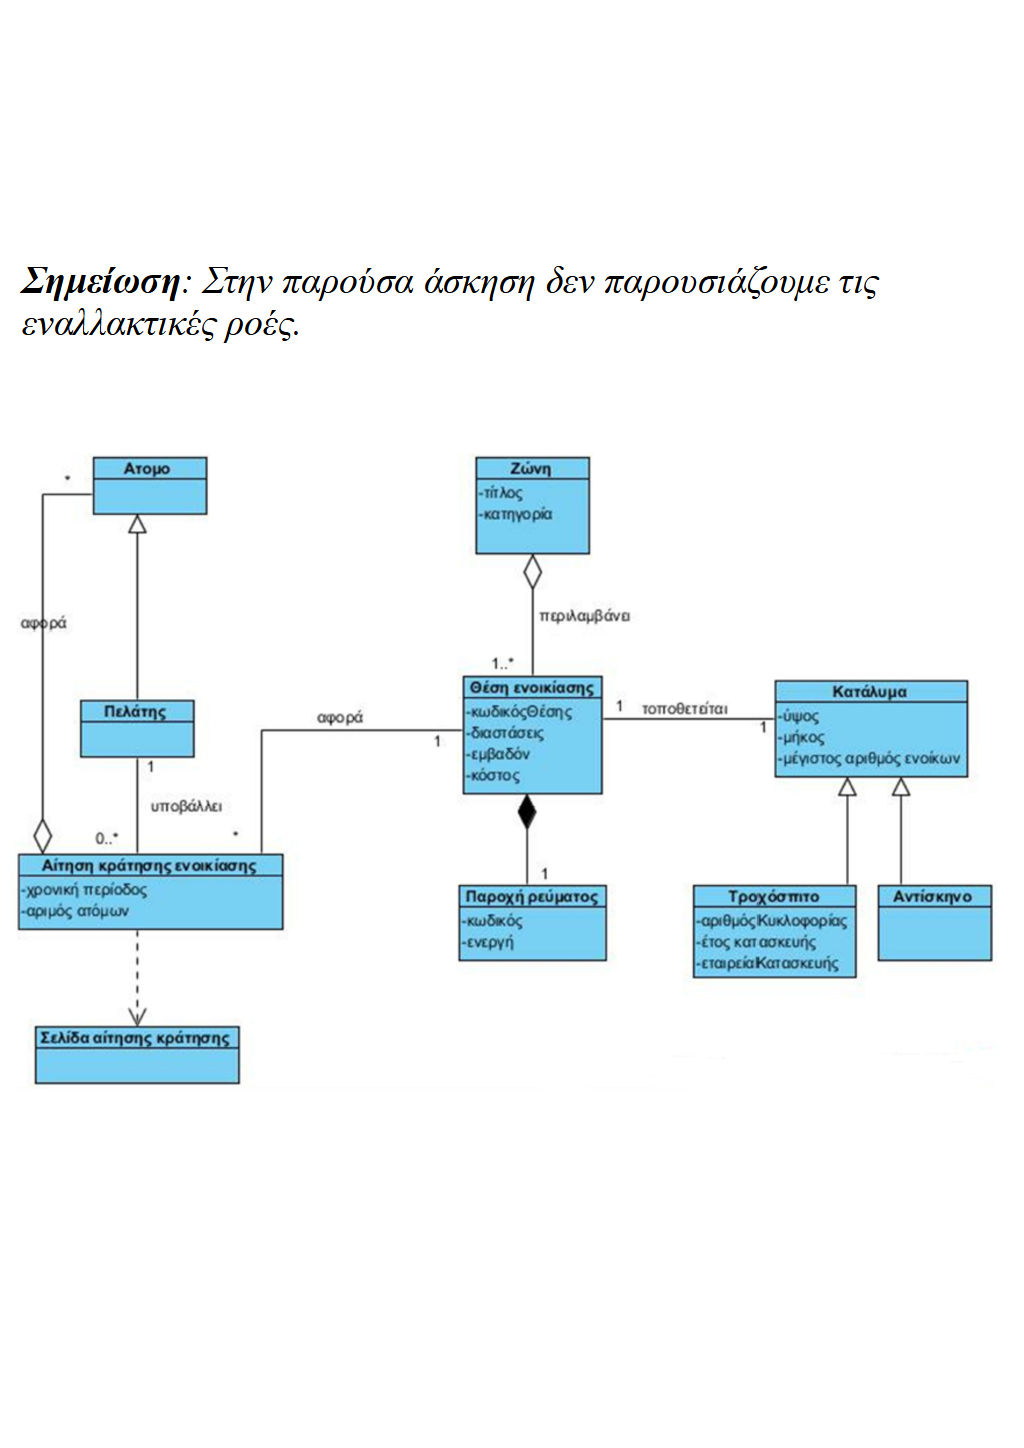 Σημείωση: Στην παρούσα άσκηση δεν παρουσιάζουμε τις
εναλλακτικές ροές.
Ατομο
*
αφορά
Πελάτης
1
υποβάλλει
0..*
*
Αίτηση κράτησης ενοικίασης
-χρονική περίοδος
-αριμός ατόμων
Σελίδα αίτησης κράτησης
αφορά
1
Ζώνη
-τίτλος
-κατηγορία
περιλαμβάνει
1..*
Θέση ενοικίασης
-κωδικόςΘέσης
-διαστάσεις
-εμβαδόν
-κόστος
1
Παροχή ρεύματος
-κωδικός
-ενεργή
1
τοποθετείται
1
Κατάλυμα
-ύψος
-μήκος
-μέγιστος αριθμός ενοίκων
Τροχόσπιτο
-αριθμόςΚυκλοφορίας
-έτος κατασκευής
-εταιρείαΚατασκευής
Αντίσκηνο